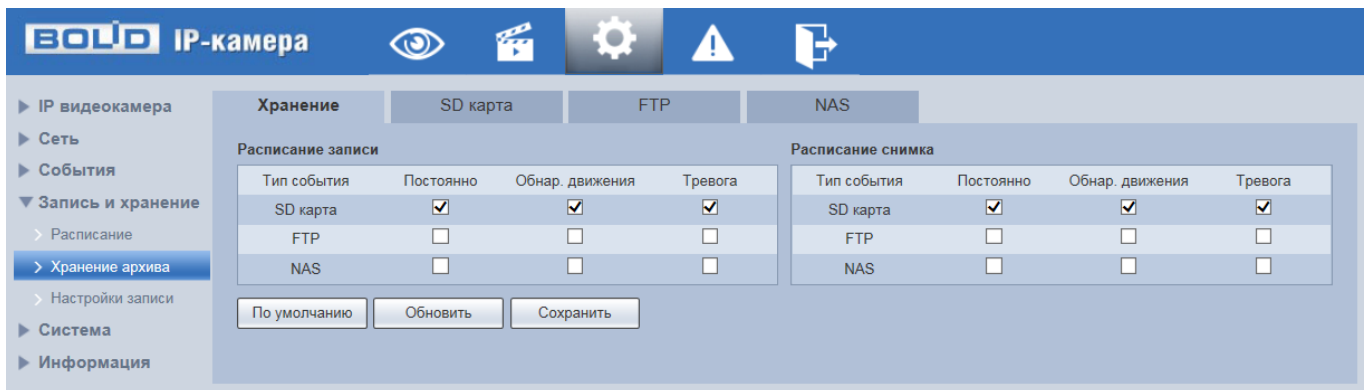 BOLID IP-камера
IP видеокамера
Сеть
События
Запись и хранение
Расписание
Хранение архива
Настройки записи
Система
Информация
Хранение SD карта FTP NAS
Расписание записи
Тип события Постоянно Обнар. движения Тревога
SD карта
FTP
NAS
Расписание снимка
Тип события Постоянно Обнар. движения Тревога
SD карта
FTP
NAS
По умолчанию Обновить Сохранить